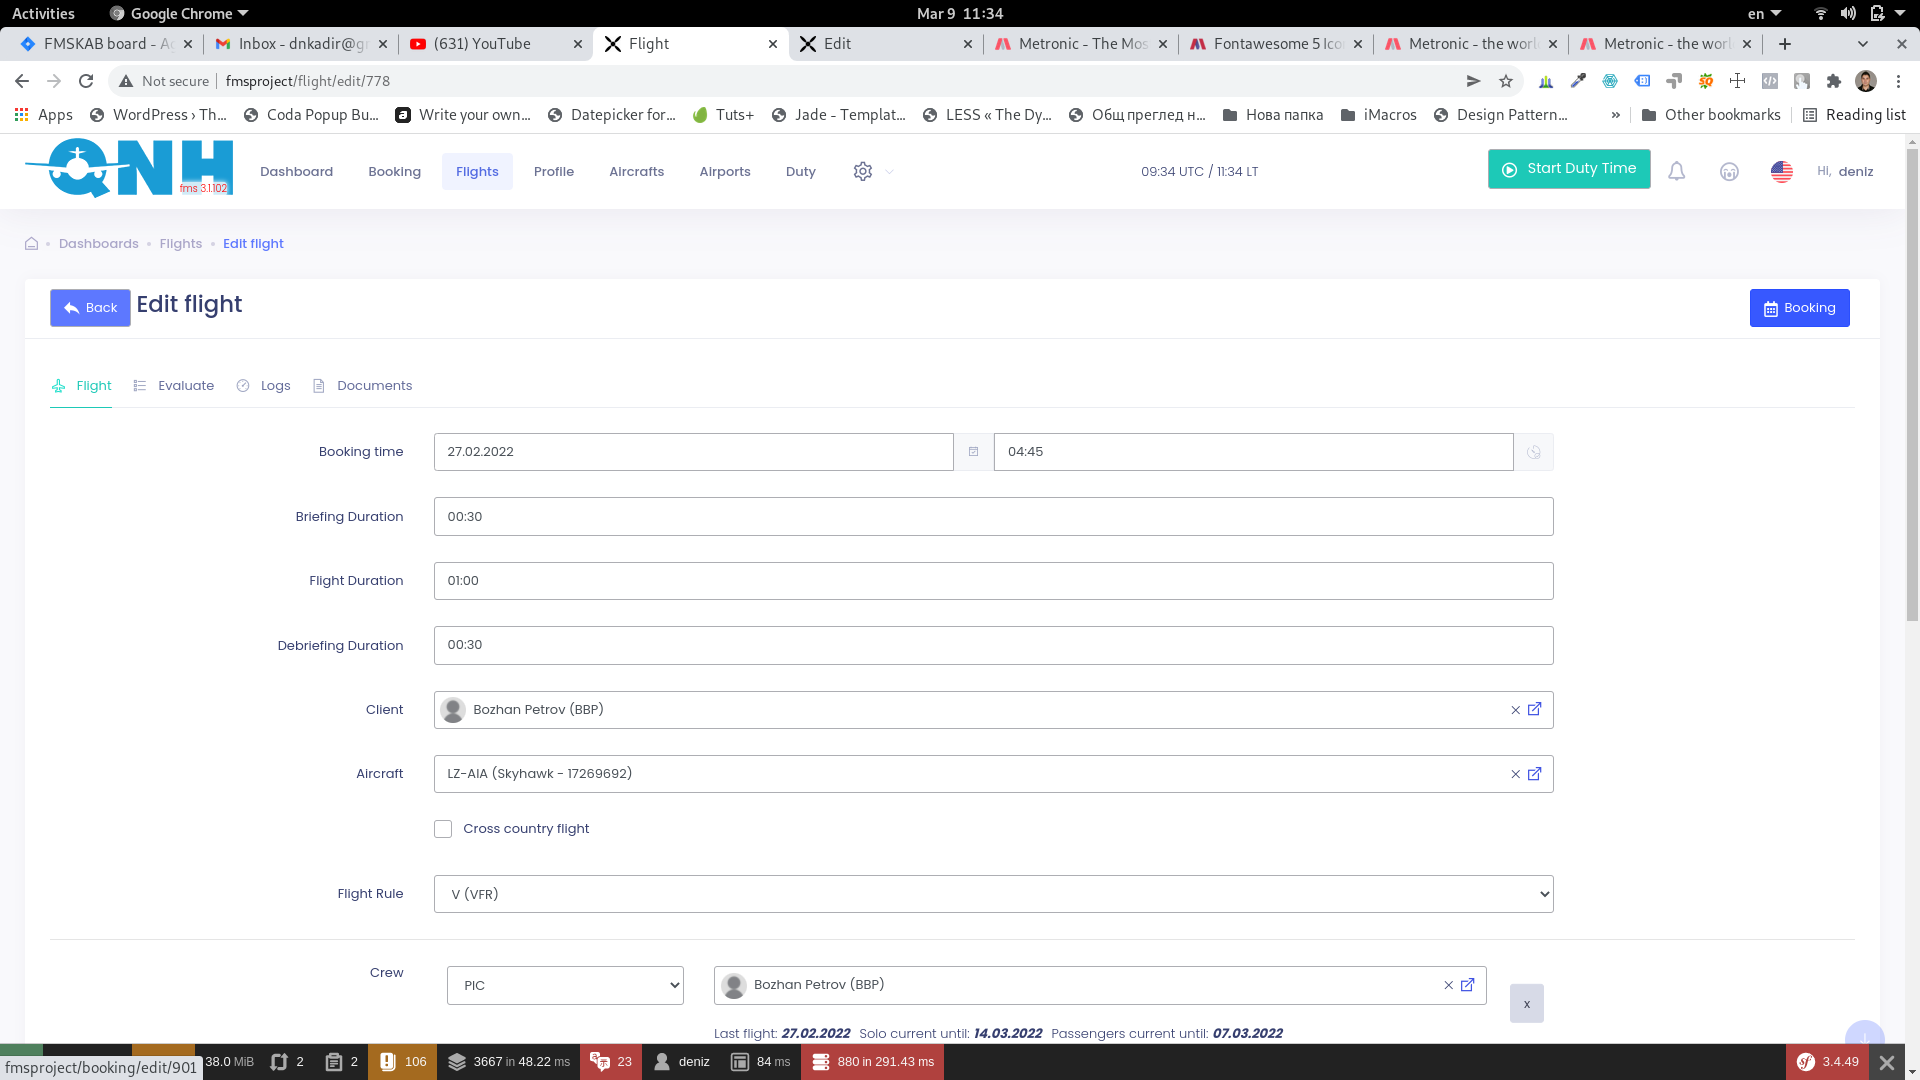 Activities Google Chrome Mar 9 11:34 en
FMSKAB board - A Inbox - dnkadir@g (631) YouTube Flight Edit Metronic - The Mos Fontawesome 5 Ico Metronic - the worl Metronic - the worl
Not secure fmsproject/flight/edit/778
Apps WordPress › Th... Coda Popup Bu... a Write your own... Datepicker for... Tuts+ Jade - Templat... LESS « The Dy... Общ преглед н... Нова папка iMacros Design Pattern... » Other bookmarks Reading list
QNH fms 3.1.102 Dashboard Booking Flights Profile Aircrafts Airports Duty 09:34 UTC / 11:34 LT Start Duty Time Hi, deniz
Dashboards • Flights • Edit flight
Back Edit flight Booking
Flight Evaluate Logs Documents
Booking time 27.02.2022 04:45
Briefing Duration 00:30
Flight Duration 01:00
Debriefing Duration 00:30
Client Bozhan Petrov (BBP)
Aircraft LZ-AIA (Skyhawk - 17269692)
Cross country flight
Flight Rule V (VFR)
Crew PIC Bozhan Petrov (BBP) x
Last flight: 27.02.2022 Solo current until: 14.03.2022 Passengers current until: 07.03.2022
38.0 MiB 2 2 106 3667 in 48.22 ms 23 deniz 84 ms 880 in 291.43 ms sf 3.4.49
fmsproject/booking/edit/901